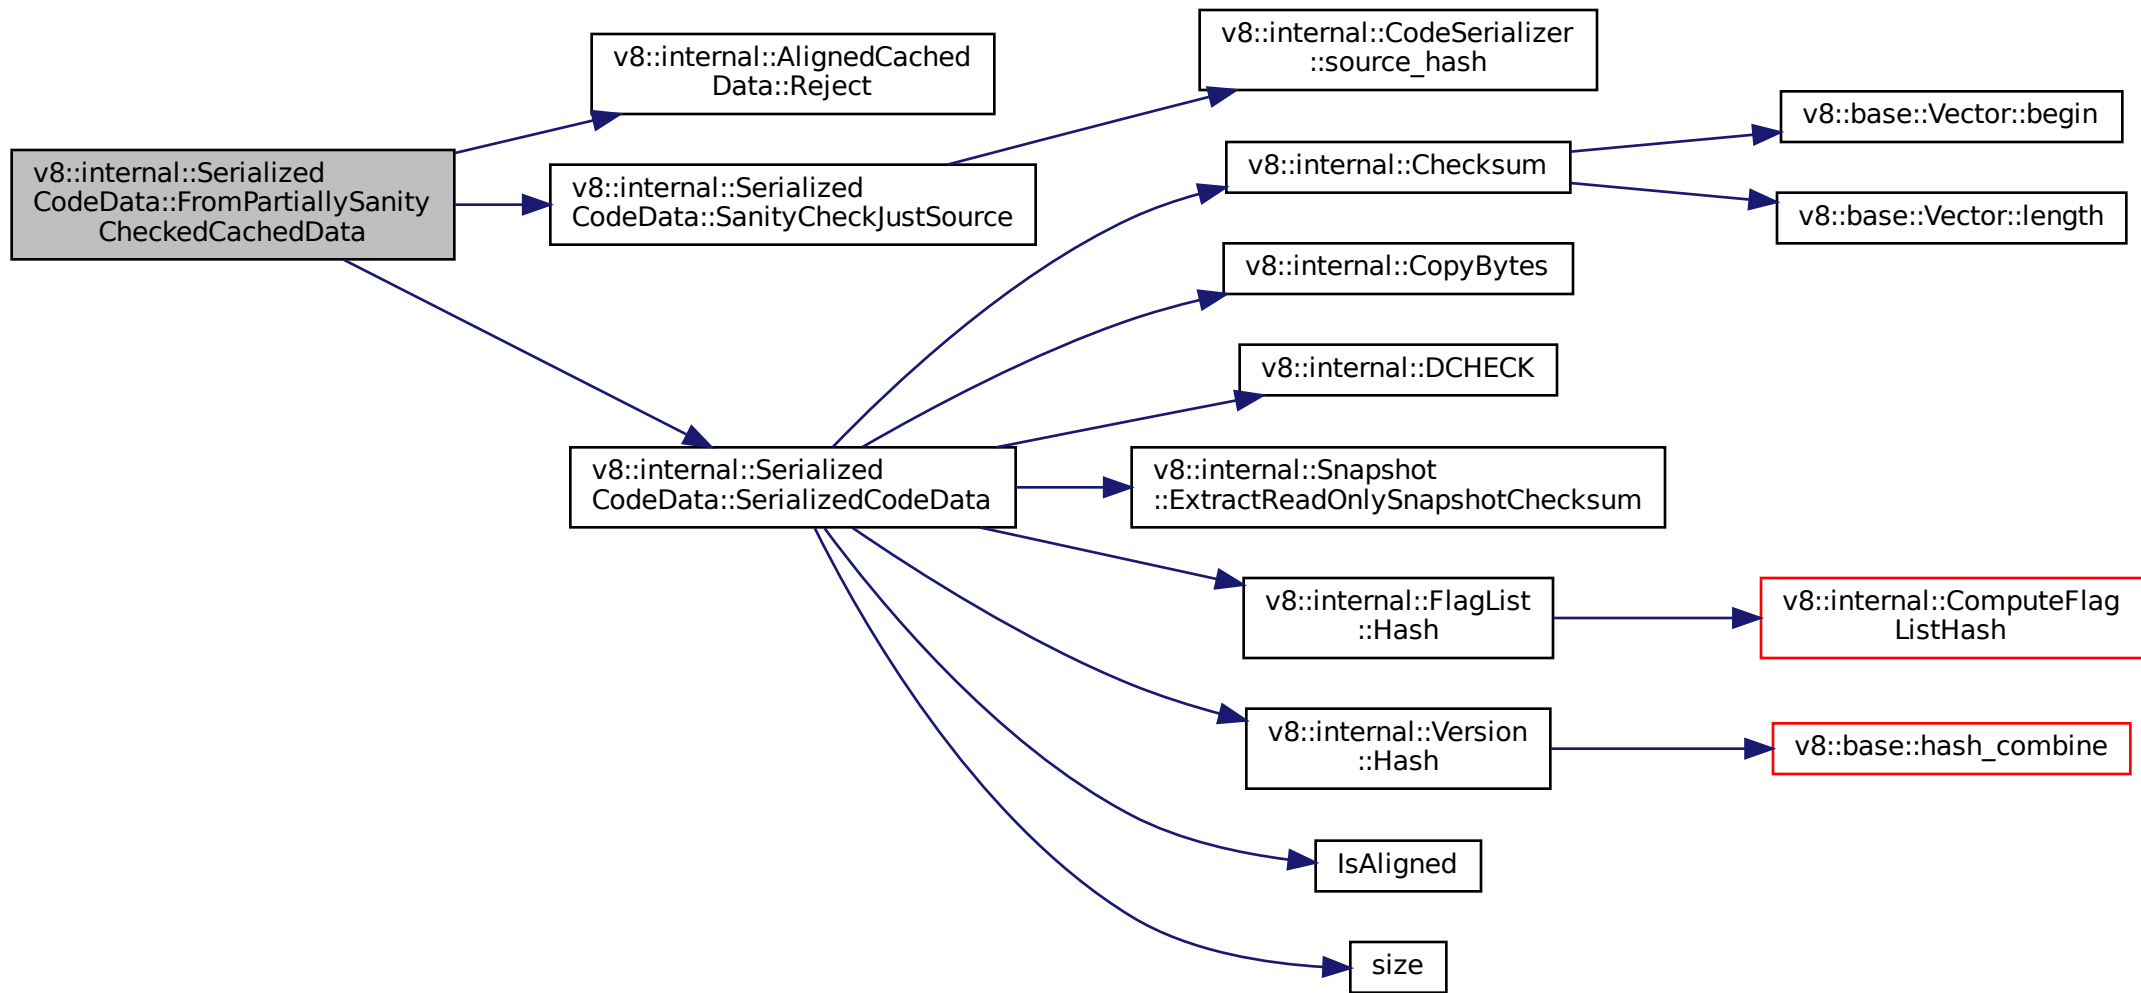 v8::internal::Serialized
CodeData::FromPartiallySanity
CheckedCachedData
v8::internal::AlignedCached
Data::Reject
v8::internal::Serialized
CodeData::SanityCheckJustSource
v8::internal::CodeSerializer
::source_hash
v8::internal::Serialized
CodeData::SerializedCodeData
v8::internal::Checksum
v8::base::Vector::begin
v8::base::Vector::length
v8::internal::CopyBytes
v8::internal::DCHECK
v8::internal::Snapshot
::ExtractReadOnlySnapshotChecksum
v8::internal::FlagList
::Hash
v8::internal::ComputeFlag
ListHash
v8::internal::Version
::Hash
v8::base::hash_combine
IsAligned
size